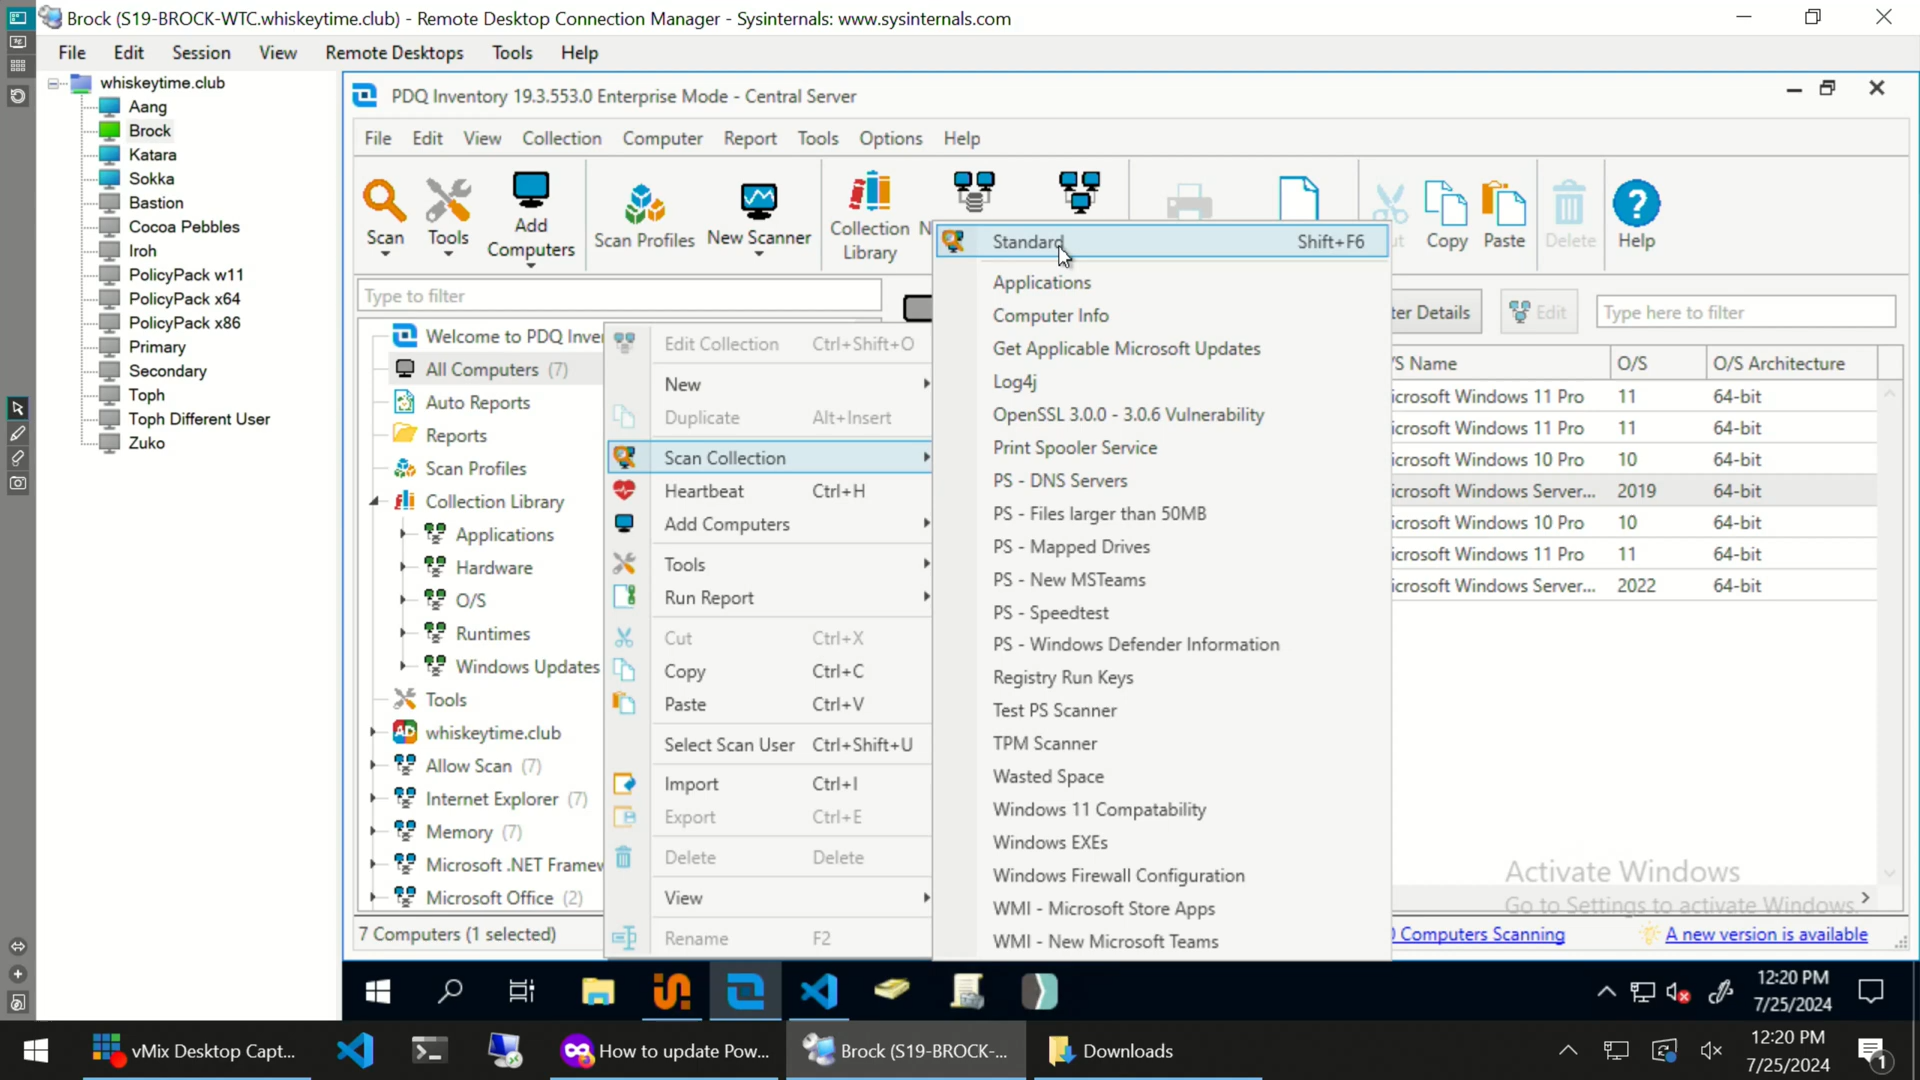 Brock (S19-BROCK-WTC.whiskeytime.club) - Remote Desktop Connection Manager - Sysinternals: www.sysinternals.com
File Edit Session View Remote Desktops Tools Help
whiskeytime.club
Aang
Brock
Katara
Sokka
Bastion
Cocoa Pebbles
Iroh
PolicyPack w11
PolicyPack x64
PolicyPack x86
Primary
Secondary
Toph
Toph Different User
Zuko
PDQ Inventory 19.3.553.0 Enterprise Mode - Central Server
File Edit View Collection Computer Report Tools Options Help
Scan
Tools
Add Computers
Scan Profiles
New Scanner
Collection Library
N
ut
Copy
Paste
Delete
Help
Type to filter
ter Details
Edit
Type here to filter
Welcome to PDQ Inver
All Computers (7)
Auto Reports
Reports
Scan Profiles
Collection Library
Applications
Hardware
O/S
Runtimes
Windows Updates
Tools
whiskeytime.club
Allow Scan (7)
Internet Explorer (7)
Memory (7)
Microsoft .NET Framew
Microsoft Office (2)
7 Computers (1 selected)
Edit Collection Ctrl+Shift+O
New
Duplicate Alt+Insert
Scan Collection
Heartbeat Ctrl+H
Add Computers
Tools
Run Report
Cut Ctrl+X
Copy Ctrl+C
Paste Ctrl+V
Select Scan User Ctrl+Shift+U
Import Ctrl+I
Export Ctrl+E
Delete Delete
View
Rename F2
Standard Shift+F6
Applications
Computer Info
Get Applicable Microsoft Updates
Log4j
OpenSSL 3.0.0 - 3.0.6 Vulnerability
Print Spooler Service
PS - DNS Servers
PS - Files larger than 50MB
PS - Mapped Drives
PS - New MSTeams
PS - Speedtest
PS - Windows Defender Information
Registry Run Keys
Test PS Scanner
TPM Scanner
Wasted Space
Windows 11 Compatability
Windows EXEs
Windows Firewall Configuration
WMI - Microsoft Store Apps
WMI - New Microsoft Teams
/S Name O/S O/S Architecture
icrosoft Windows 11 Pro 11 64-bit
icrosoft Windows 11 Pro 11 64-bit
icrosoft Windows 10 Pro 10 64-bit
icrosoft Windows Server... 2019 64-bit
icrosoft Windows 10 Pro 10 64-bit
icrosoft Windows 11 Pro 11 64-bit
icrosoft Windows Server... 2022 64-bit
Activate Windows
Go to Settings to activate Windows.
Computers Scanning
A new version is available
12:20 PM
7/25/2024
vMix Desktop Capt...
How to update Pow...
Brock (S19-BROCK-...
Downloads
12:20 PM
7/25/2024
1